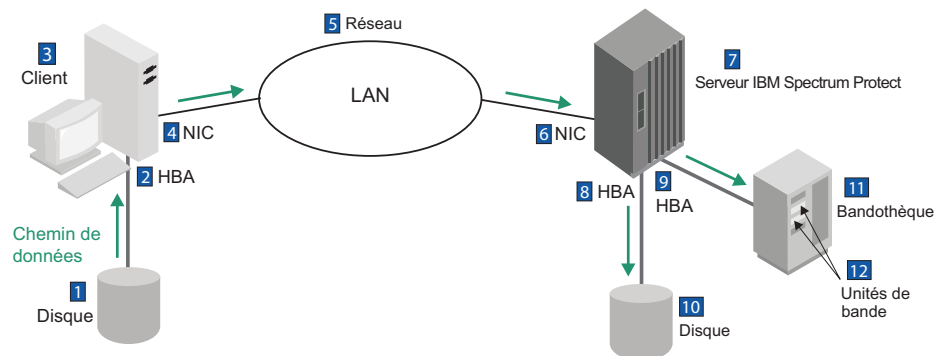 5 Réseau
3
Client
7
Serveur IBM Spectrum Protect
LAN
4 NIC
6 NIC
2 HBA
8 HBA
9
HBA
11
Bandothèque
Chemin de
données
12
Unités de
bande
1
Disque
10
Disque